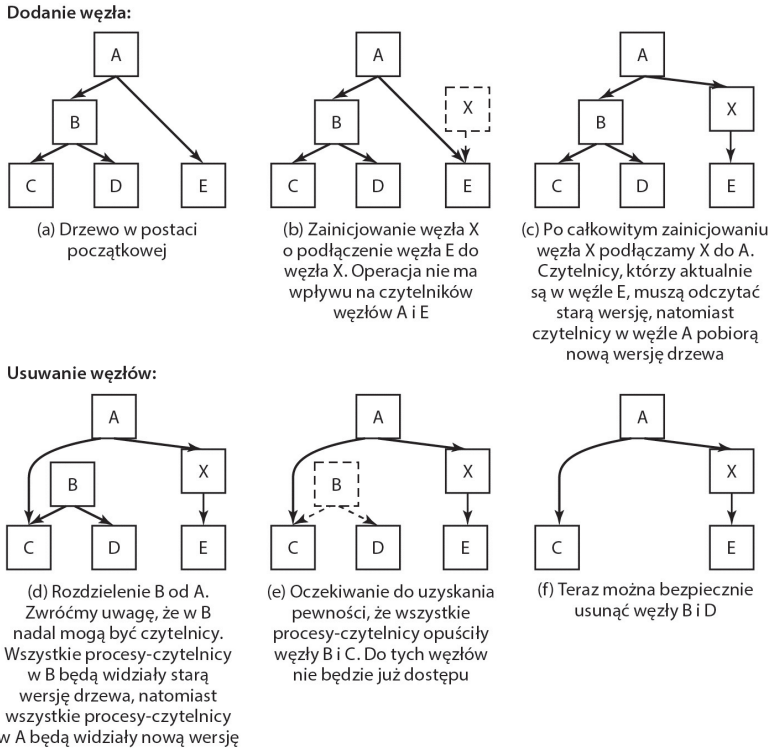 Dodanie węzła:
A
B
C
D
E
(a) Drzewo w postaci
początkowej
A
B
X
C
D
E
(b) Zainicjowanie węzła X
o podłączenie węzła E do
węzła X. Operacja nie ma
wpływu na czytelników
węzłów A i E
A
B
X
C
D
E
(c) Po całkowitym zainicjowaniu
węzła X podłączamy X do A.
Czytelnicy, którzy aktualnie
są w węźle E, muszą odczytać
starą wersję, natomiast
czytelnicy w węźle A pobiorą
nową wersję drzewa
Usuwanie węzłów:
A
B
X
C
D
E
(d) Rozdzielenie B od A.
Zwróćmy uwagę, że w B
nadal mogą być czytelnicy.
Wszystkie procesy-czytelnicy
w B będą widziały starą
wersję drzewa, natomiast
wszystkie procesy-czytelnicy
w A będą widziały nową wersję
A
B
X
C
D
E
(e) Oczekiwanie do uzyskania
pewności, że wszystkie
procesy-czytelnicy opuściły
węzły B i C. Do tych węzłów
nie będzie już dostępu
A
X
C
E
(f) Teraz można bezpiecznie
usunąć węzły B i D